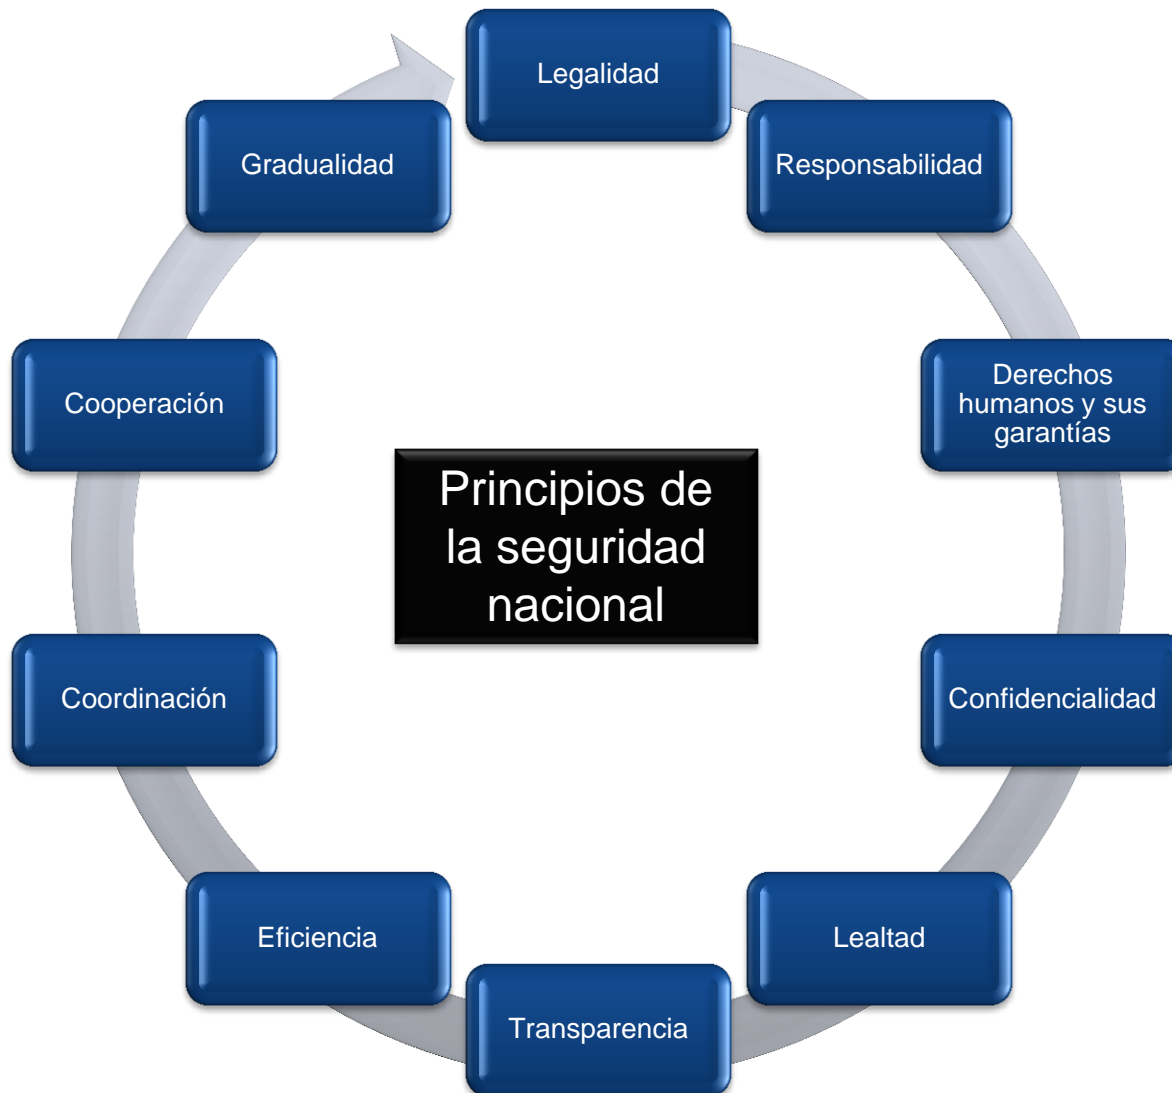 Legalidad
Responsabilidad
Derechos
humanos y sus
garantías
Confidencialidad
Lealtad
Transparencia
Eficiencia
Coordinación
Cooperación
Gradualidad
Principios de
la seguridad
nacional